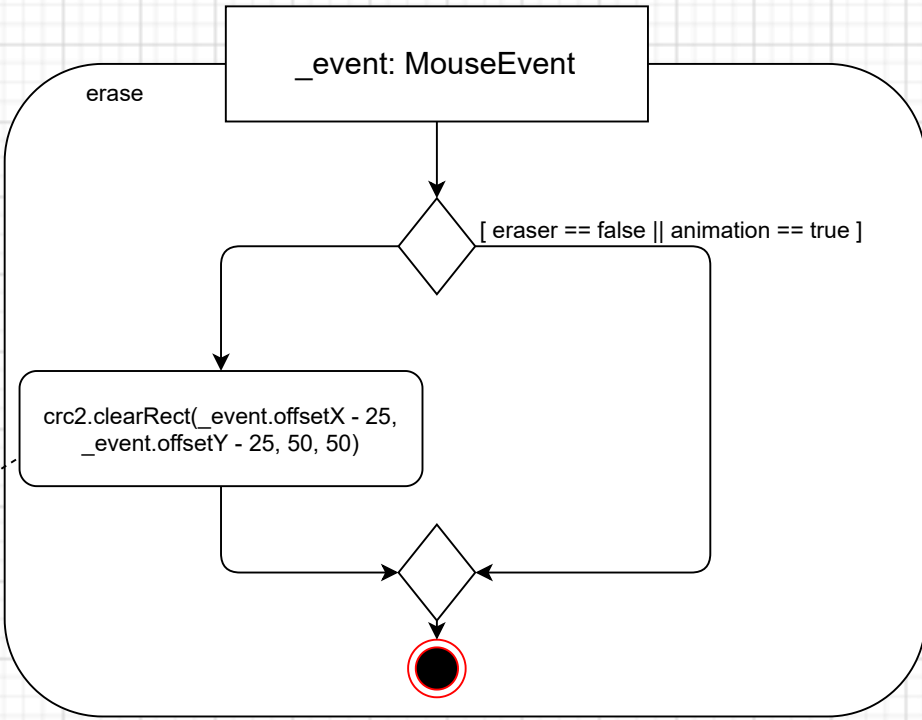 _event: MouseEvent
erase
[ eraser == false || animation == true ]
crc2.clearRect(_event.offsetX - 25,
_event.offsetY - 25, 50, 50)